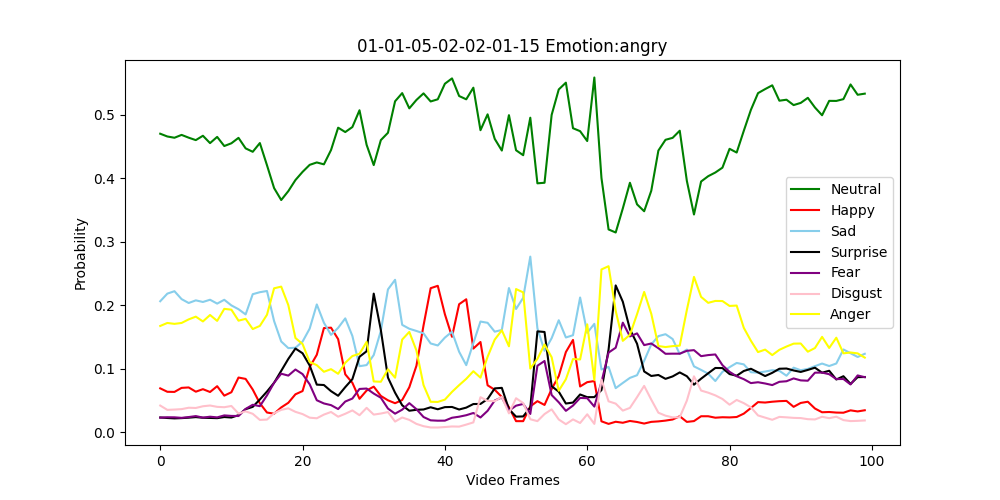 01-01-05-02-02-01-15 Emotion:angry
Probability
0.5
0.4
0.3
0.2
0.1
0.0
Neutral
Happy
Sad
Surprise
Fear
Disgust
Anger
0 20 40 60 80 100
Video Frames